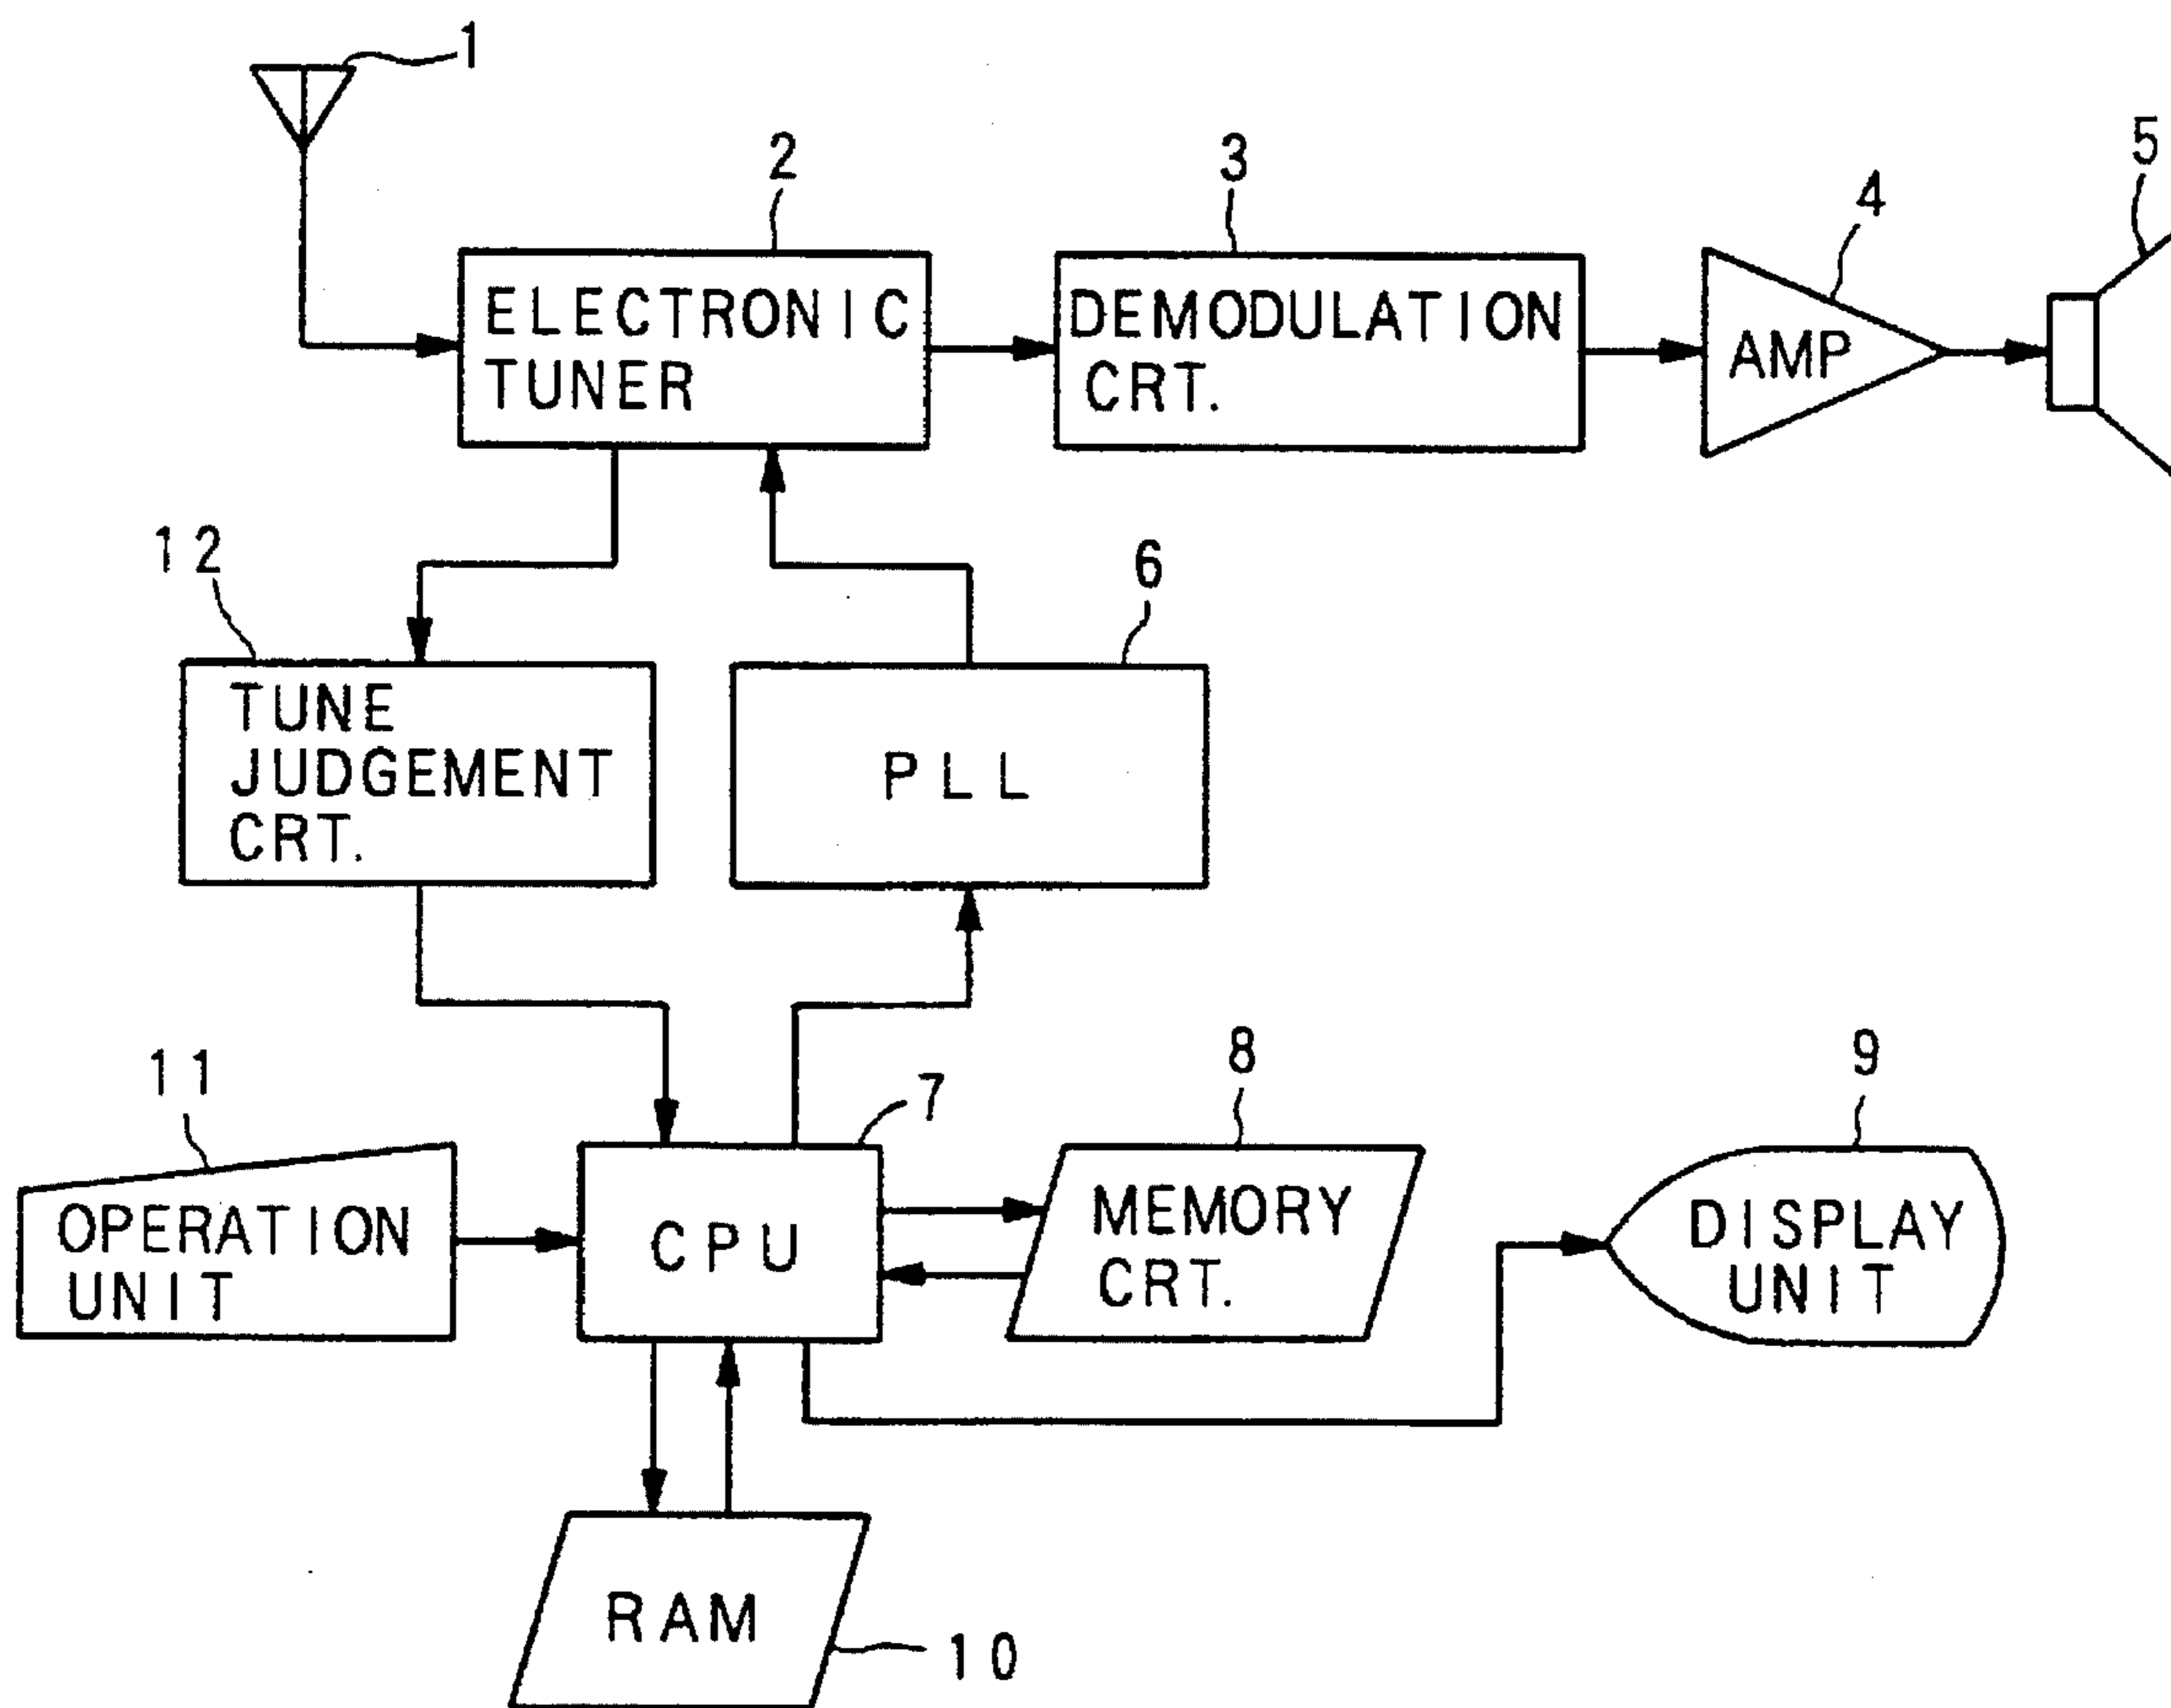 1
2
3
4
5
ELECTRONIC
TUNER
DEMODULATION
CRT.
AMP
12
6
TUNE
JUDGEMENT
CRT.
PLL
11
7
8
9
OPERATION
UNIT
CPU
MEMORY
CRT.
DISPLAY
UNIT
RAM
10